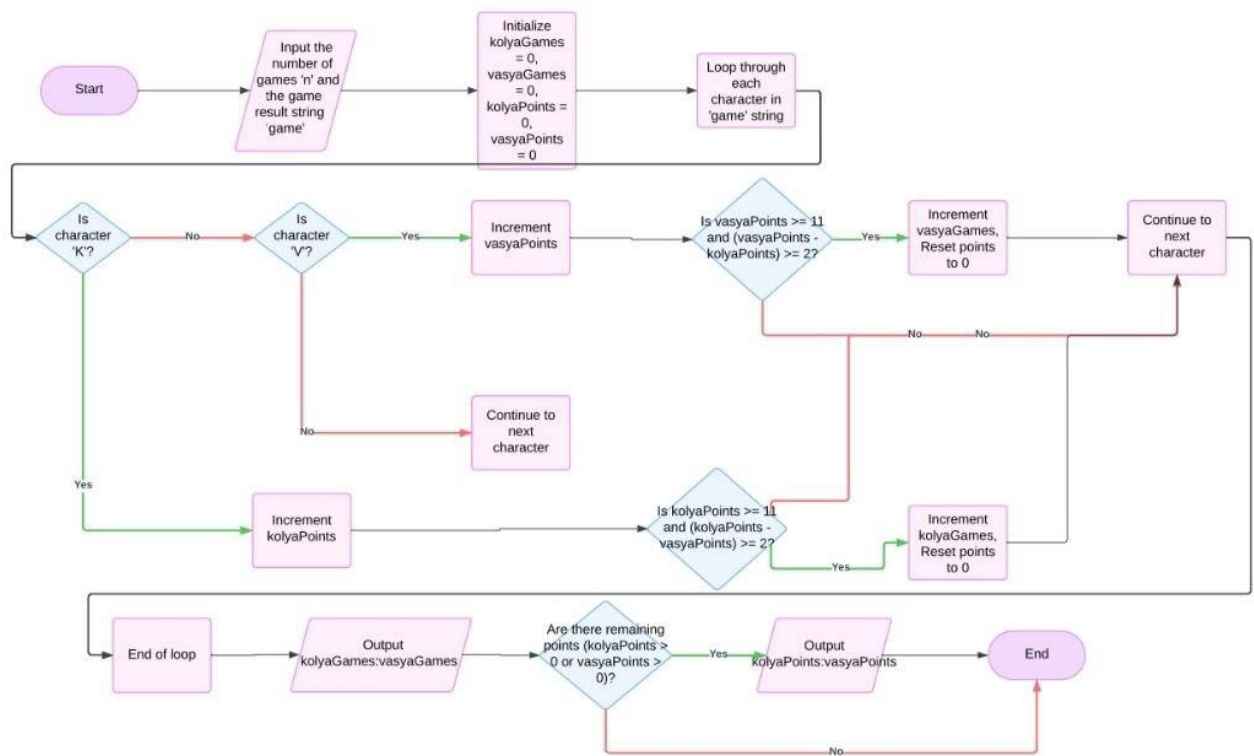 Start
Input the
number of
games 'n' and
the game
result string
'game'
Initialize
kolyaGames
= 0,
vasyaGames
= 0,
kolyaPoints =
0,
vasyaPoints
= 0
Loop through
each
character in
'game' string
Is
character
'K'?
No
Is
character
'V'?
Yes
Increment
vasyaPoints
Is vasyaPoints >= 11
and (vasyaPoints -
kolyaPoints) >= 2?
Yes
Increment
vasyaGames,
Reset points
to 0
Continue to
next
character
No
No
No
Continue to
next
character
Yes
Increment
kolyaPoints
Is kolyaPoints >= 11
and (kolyaPoints -
vasyaPoints) >= 2?
Yes
Increment
kolyaGames,
Reset points
to 0
End of loop
Output
kolyaGames:vasyaGames
Are there remaining
points (kolyaPoints >
0 or vasyaPoints >
0)?
Yes
Output
kolyaPoints:vasyaPoints
End
No